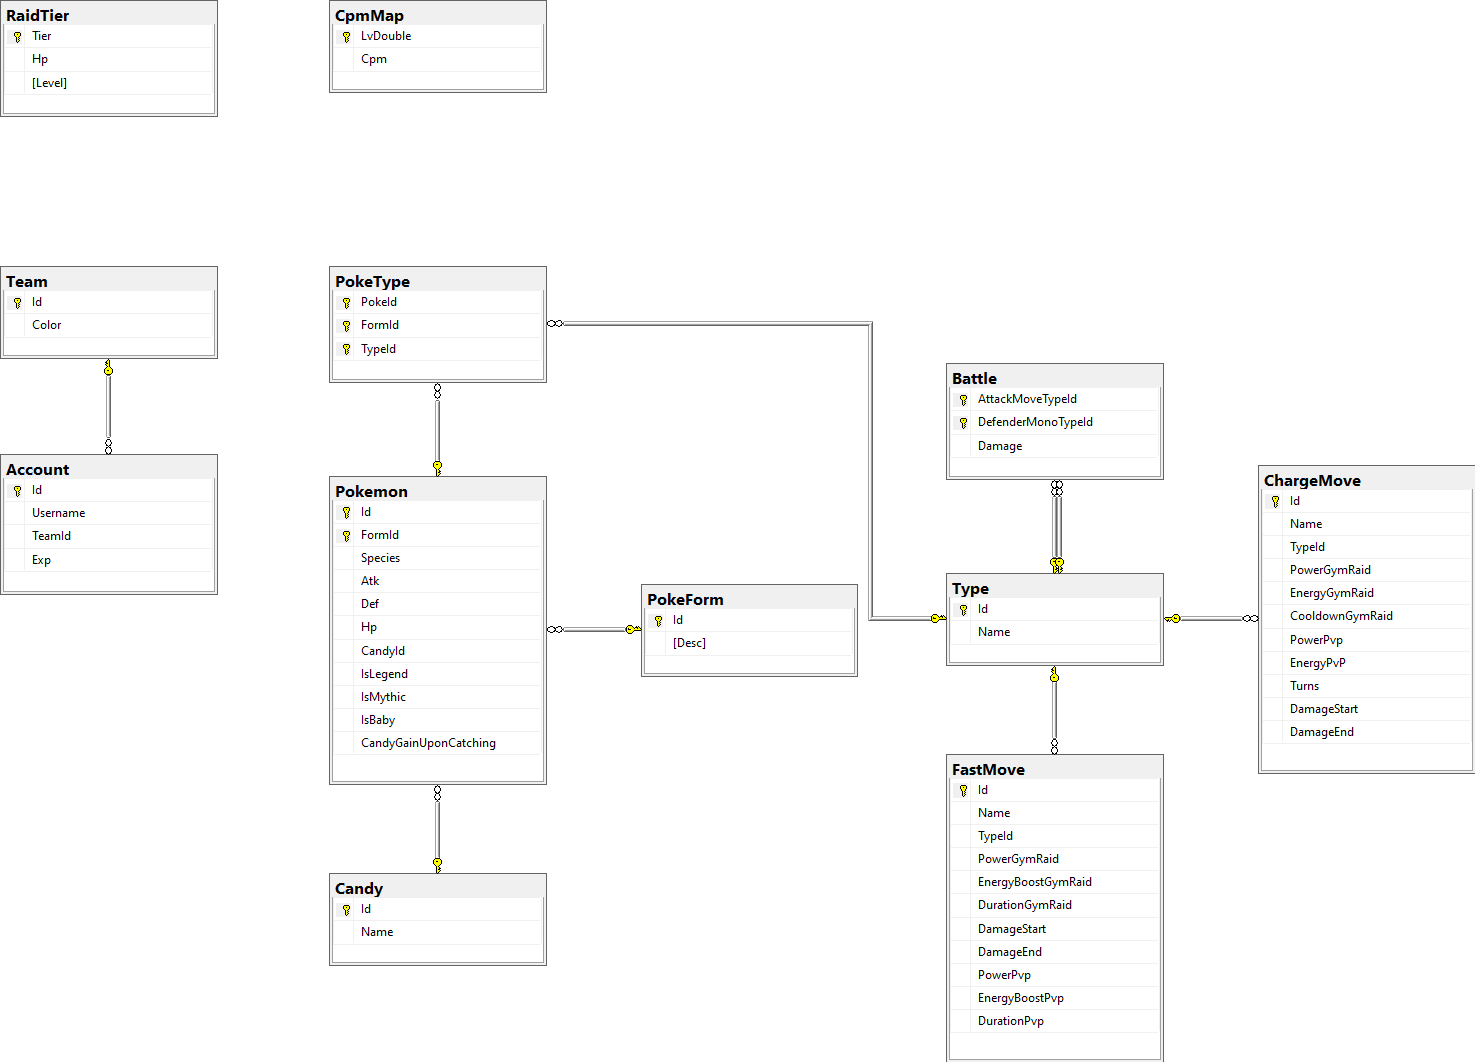 RaidTier
Tier
Hp
[Level]
CpmMap
LvDouble
Cpm
Team
Id
Color
PokeType
PokeId
FormId
TypeId
Account
Id
Username
TeamId
Exp
Pokemon
Id
FormId
Species
Atk
Def
Hp
CandyId
IsLegend
IsMythic
IsBaby
CandyGainUponCatching
PokeForm
Id
[Desc]
Candy
Id
Name
Battle
AttackMoveTypeId
DefenderMonoTypeId
Damage
Type
Id
Name
FastMove
Id
Name
TypeId
PowerGymRaid
EnergyBoostGymRaid
DurationGymRaid
DamageStart
DamageEnd
PowerPvp
EnergyBoostPvp
DurationPvp
ChargeMove
Id
Name
TypeId
PowerGymRaid
EnergyGymRaid
CooldownGymRaid
PowerPvp
EnergyPvP
Turns
DamageStart
DamageEnd